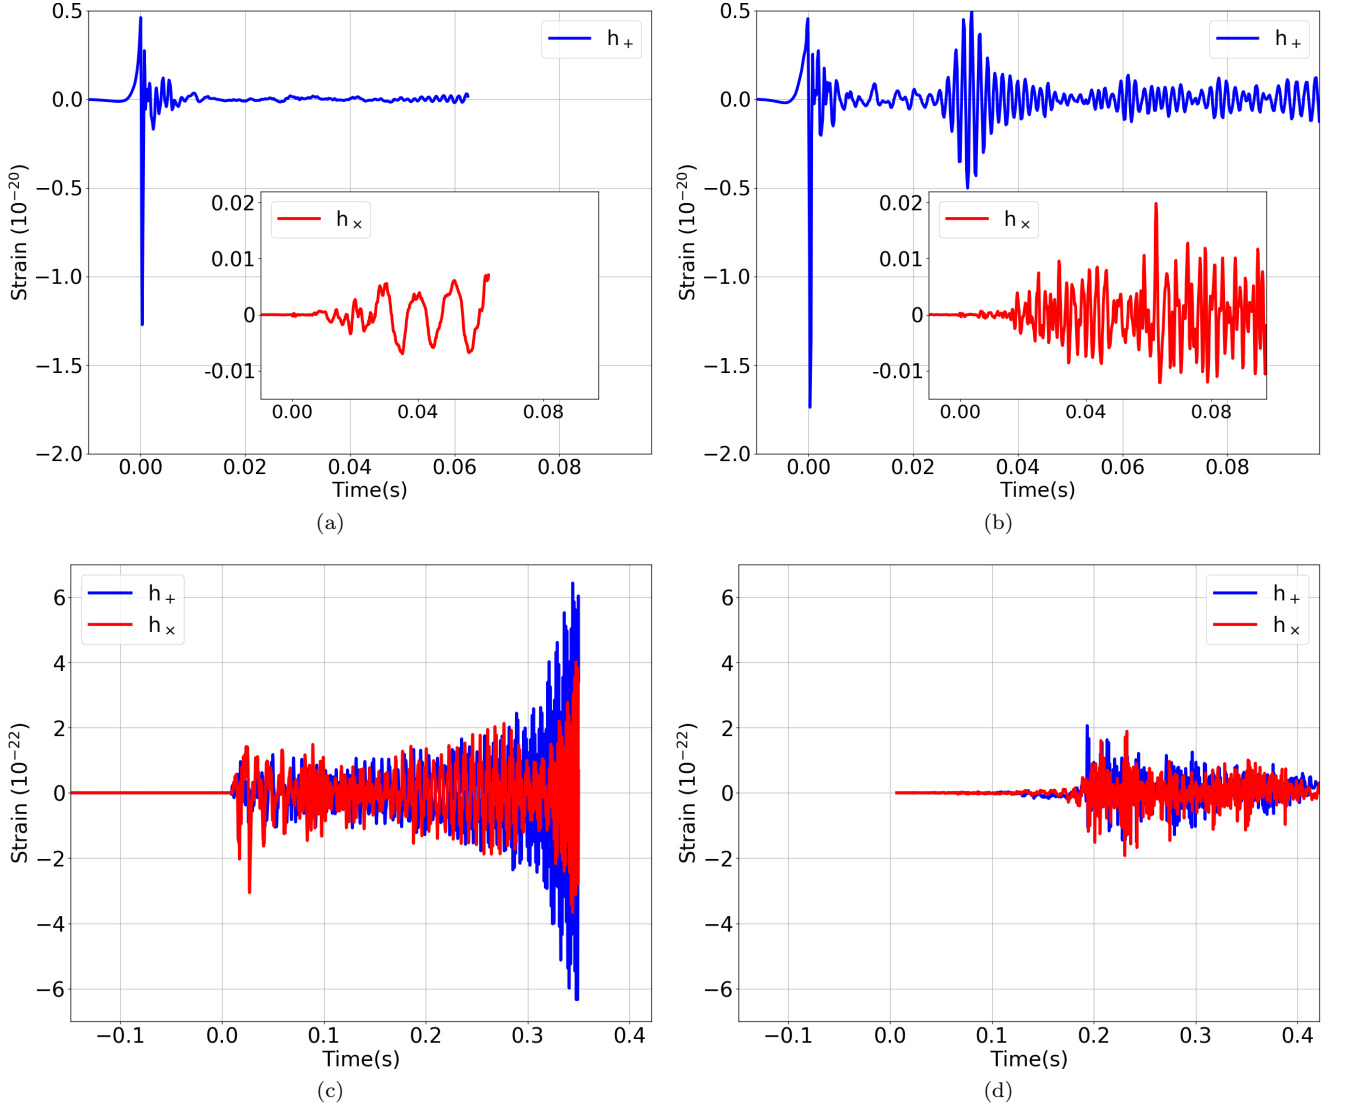 0.5
0.0
−0.5
−1.0
−1.5
−2.0
Strain (10⁻²⁰)
h₊
0.02
0.01
0
-0.01
h×
0.00 0.04 0.08
0.00 0.02 0.04 0.06 0.08
Time(s)
(a)
0.5
0.0
−0.5
−1.0
−1.5
−2.0
Strain (10⁻²⁰)
h₊
0.02
0.01
0
-0.01
h×
0.00 0.04 0.08
0.00 0.02 0.04 0.06 0.08
Time(s)
(b)
6
4
2
0
−2
−4
−6
Strain (10⁻²²)
h₊
h×
−0.1 0.0 0.1 0.2 0.3 0.4
Time(s)
(c)
6
4
2
0
−2
−4
−6
Strain (10⁻²²)
h₊
h×
−0.1 0.0 0.1 0.2 0.3 0.4
Time(s)
(d)